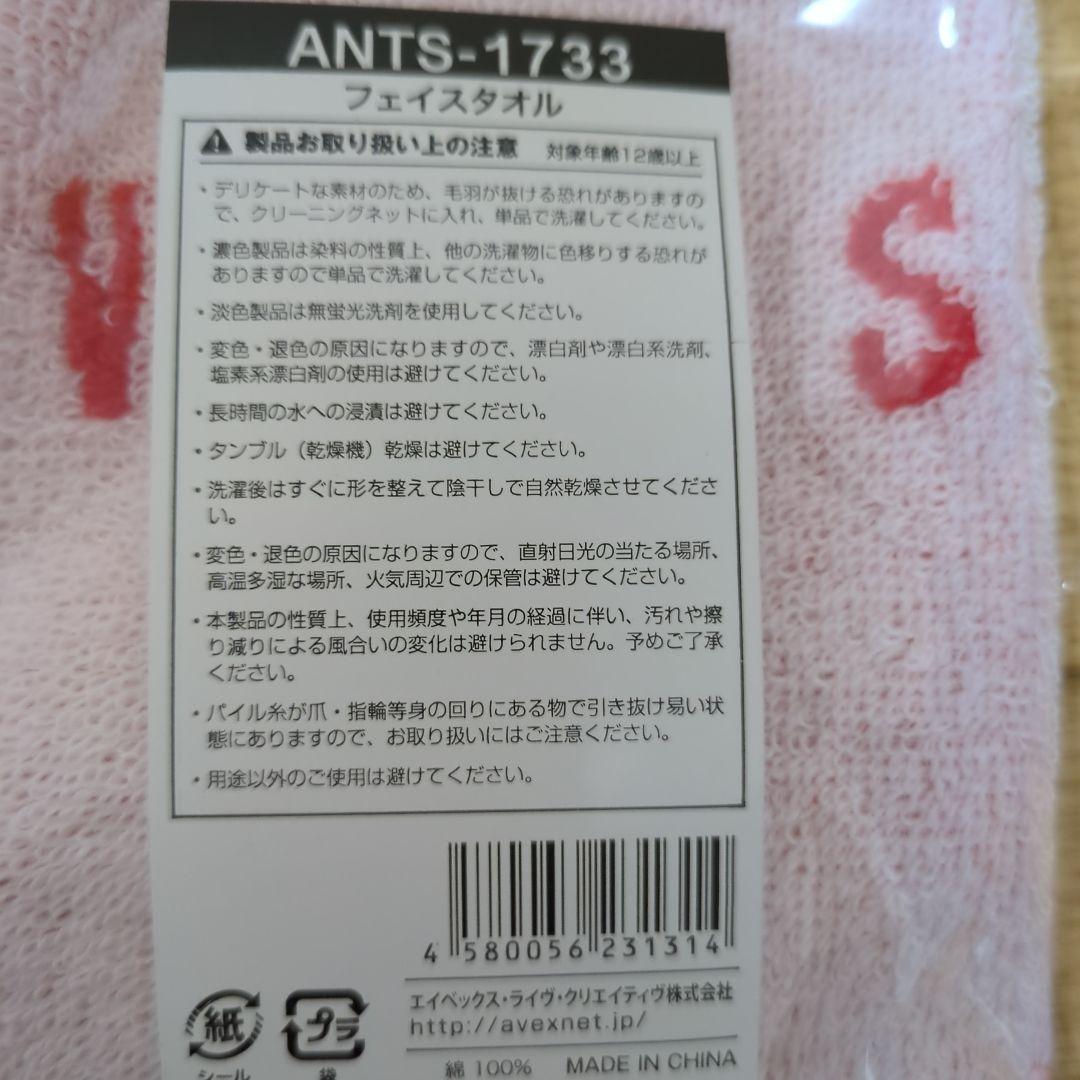 ANTS-1733
フェイスタオル
製品お取り扱い上の注意 対象年齢12歳以上
・デリケートな素材のため、毛羽が抜ける恐れがありますの
で、クリーニングネットに入れ、単品で洗濯してください。
・濃色製品は染料の性質上、他の洗濯物に色移りする恐れが
ありますので単品で洗濯してください。
・淡色製品は無蛍光洗剤を使用してください。
・変色・退色の原因になりますので、漂白剤や漂白系洗剤、
塩素系漂白剤の使用は避けてください。
・長時間の水への浸漬は避けてください。
・タンブル（乾燥機）乾燥は避けてください。
・洗濯後はすぐに形を整えて陰干しで自然乾燥させてくださ
い。
・変色・退色の原因になりますので、直射日光の当たる場所、
高温多湿な場所、火気周辺での保管は避けてください。
・本製品の性質上、使用頻度や年月の経過に伴い、汚れや擦
り減りによる風合いの変化は避けられません。予めご了承
ください。
・パイル糸が爪・指輪等身の回りにある物で引き抜け易い状
態にありますので、お取り扱いにはご注意ください。
・用途以外のご使用は避けてください。
4 580056 231314
エイベックス・ライヴ・クリエイティヴ株式会社
http://avexnet.jp/
綿 100% MADE IN CHINA
紙 プラ
シール 袋
S